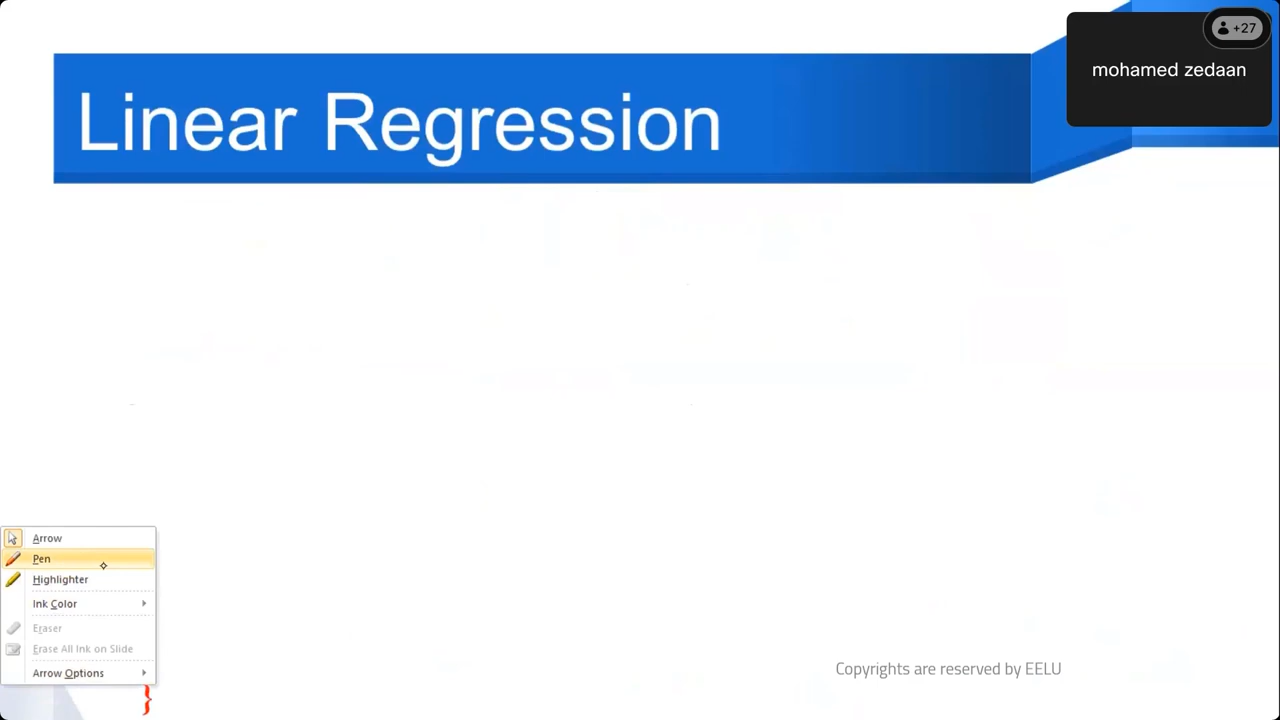 +27
mohamed zedaan
Linear Regression
Arrow
Pen
Highlighter
Ink Color
Eraser
Erase All Ink on Slide
Arrow Options
}
Copyrights are reserved by EELU